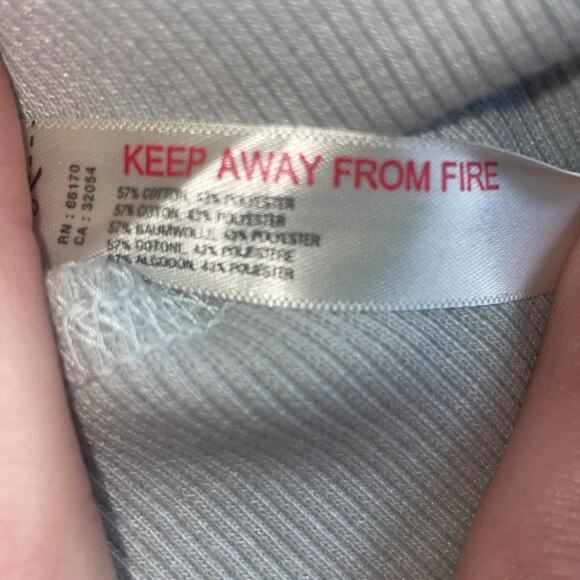 KEEP AWAY FROM FIRE
57% COTTON, 43% POLYESTER
57% COTON, 43% POLYESTER
57% BAUMWOLLE, 43% POLYESTER
57% COTONE, 43% POLIESTERE
57% ALGODON, 43% POLIESTER
RN : 66170
CA : 32054